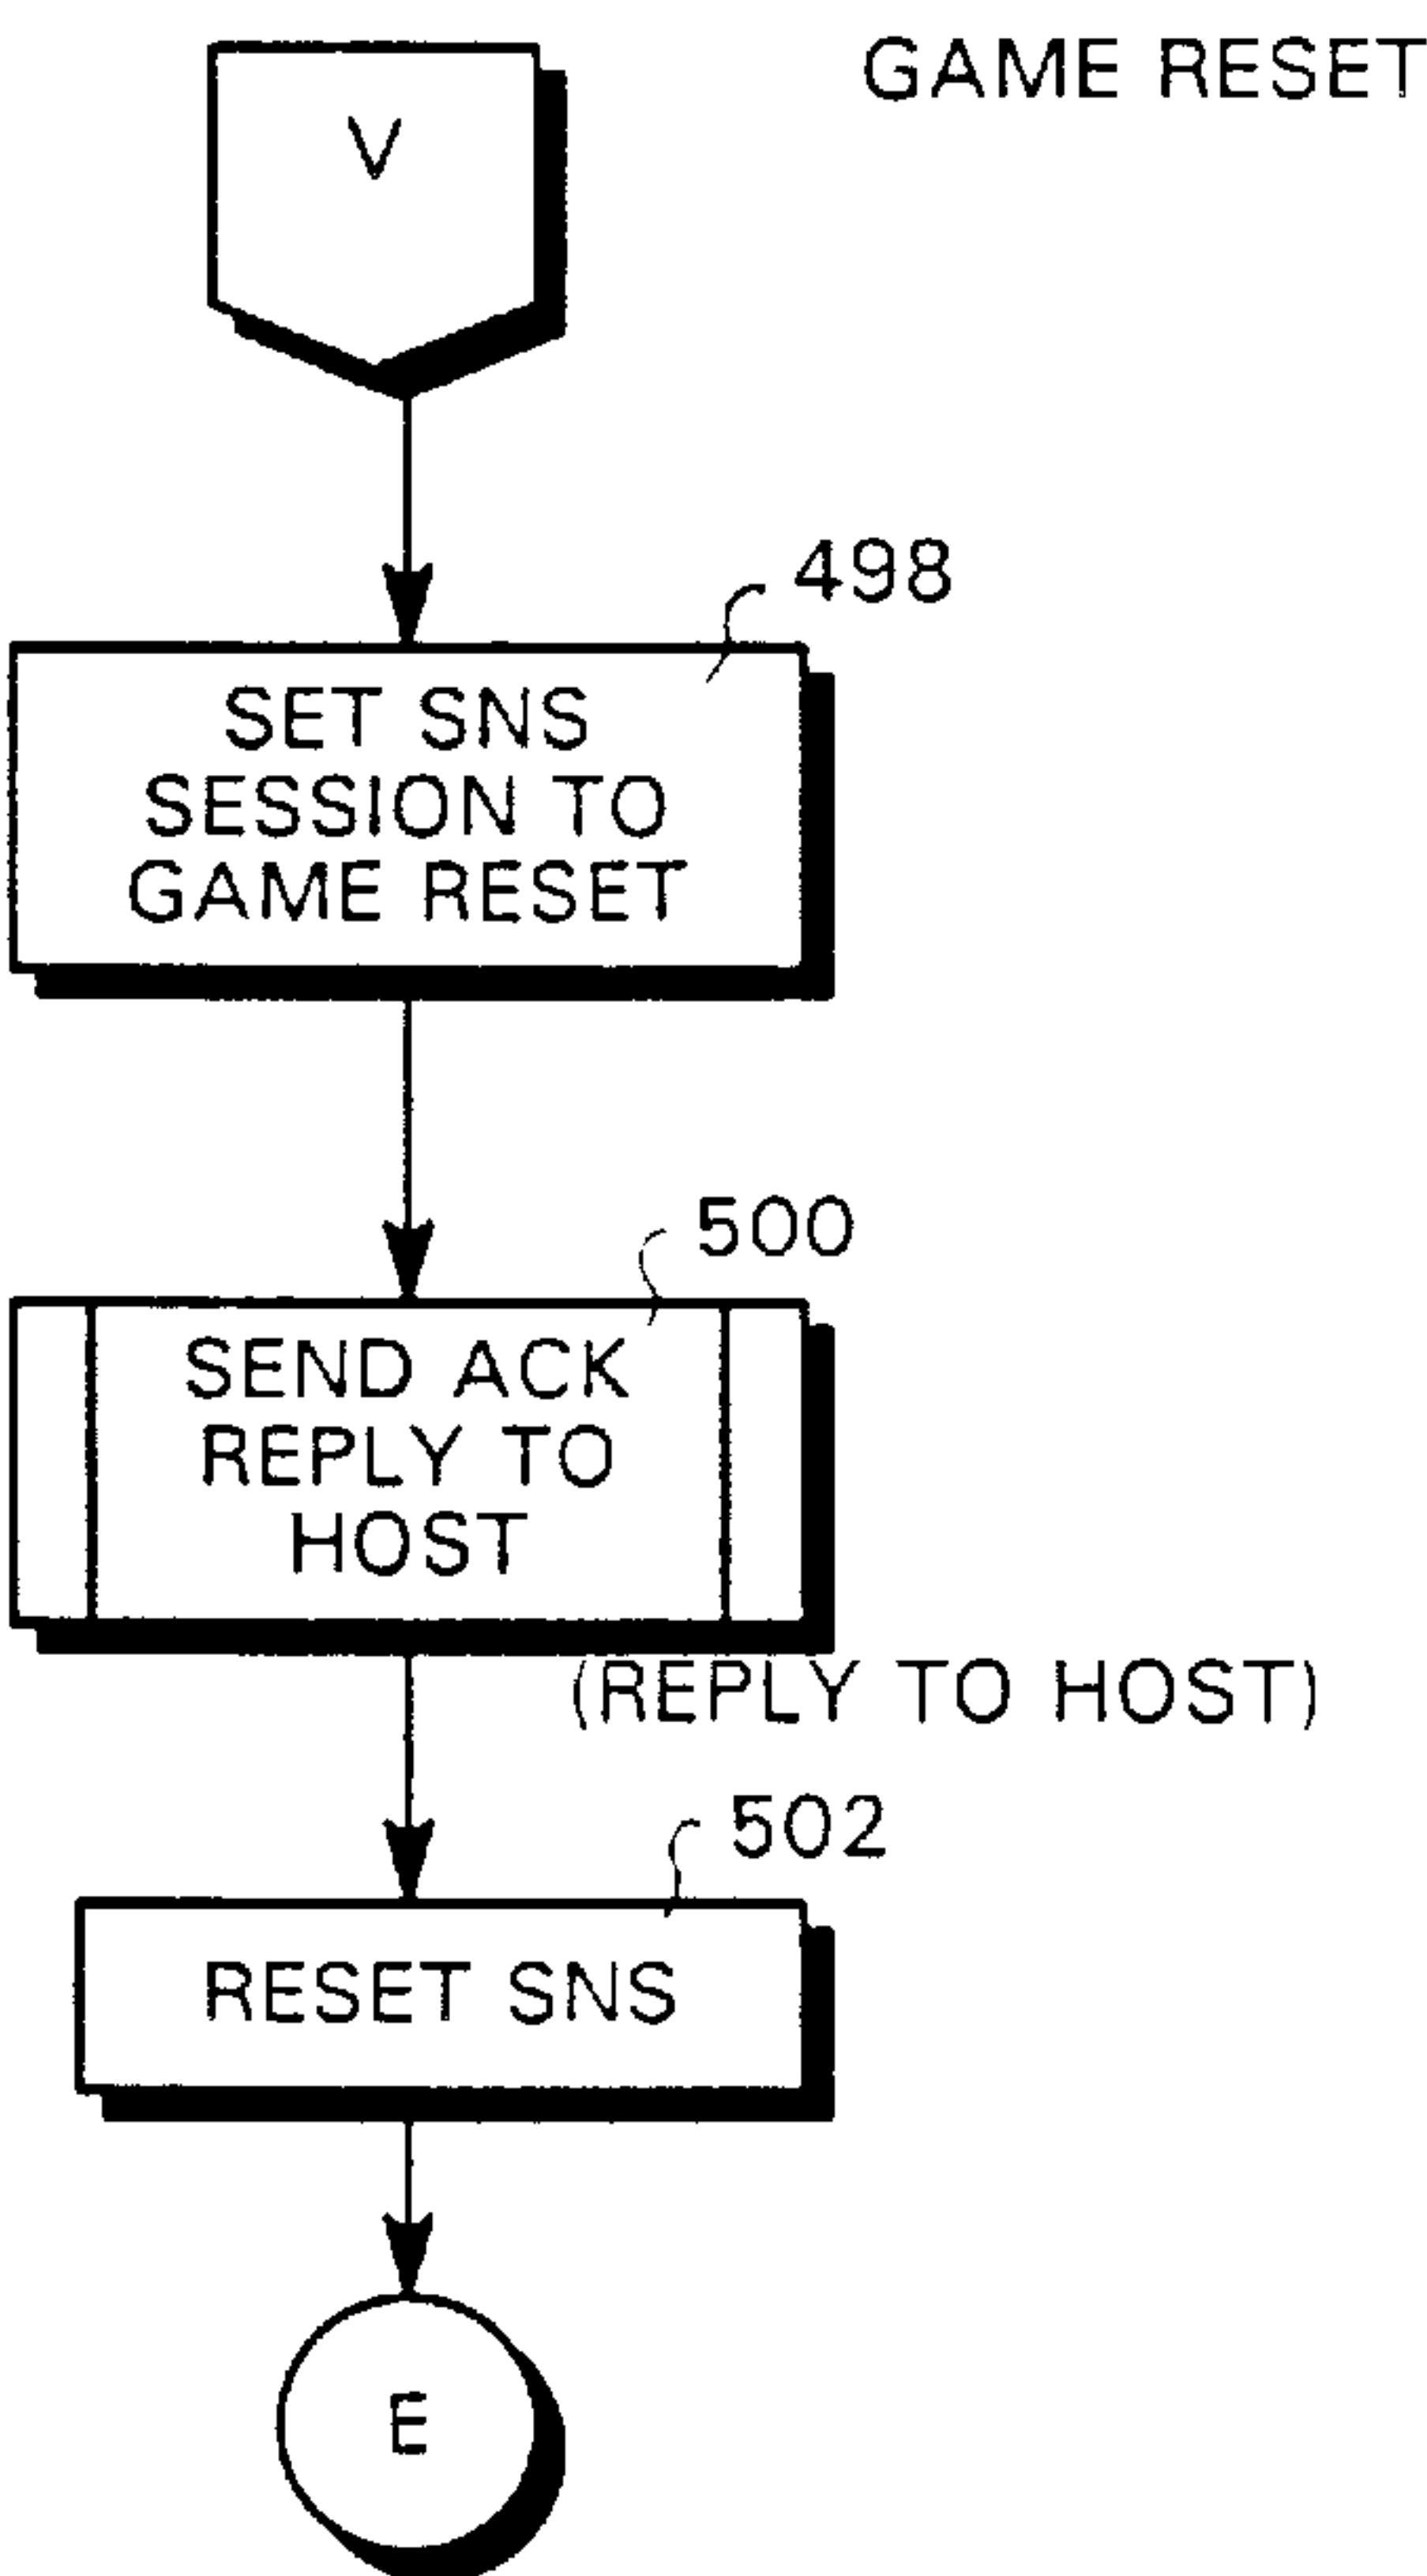 GAME RESET
V
498
SET SNS
SESSION TO
GAME RESET
500
SEND ACK
REPLY TO
HOST
(REPLY TO HOST)
502
RESET SNS
E